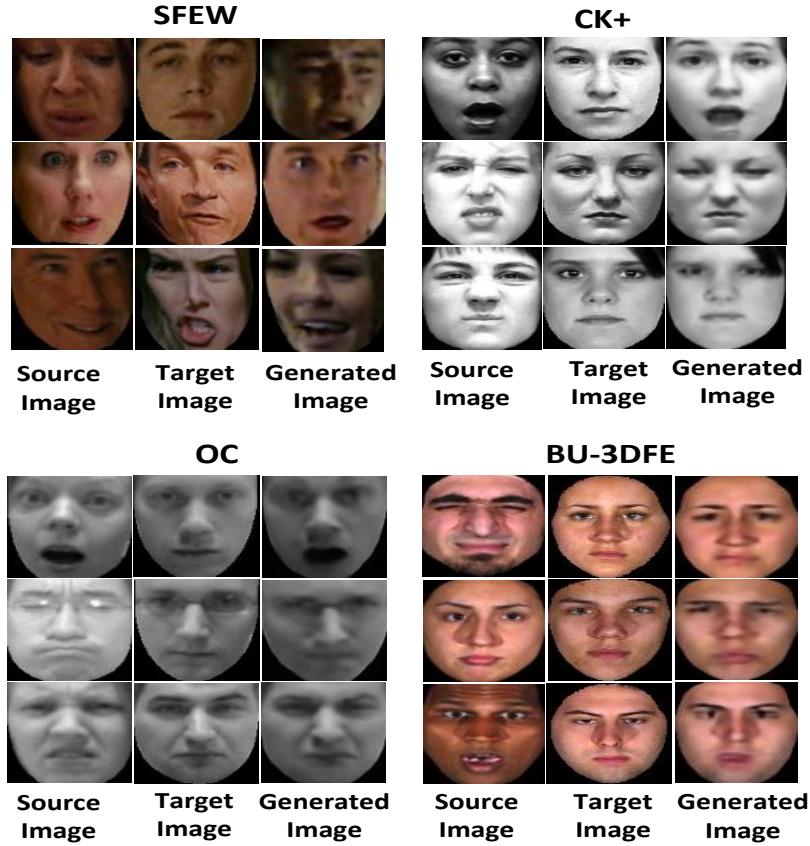 SFEW
CK+
Source Image
Target Image
Generated Image
Source Image
Target Image
Generated Image
OC
BU-3DFE
Source Image
Target Image
Generated Image
Source Image
Target Image
Generated Image